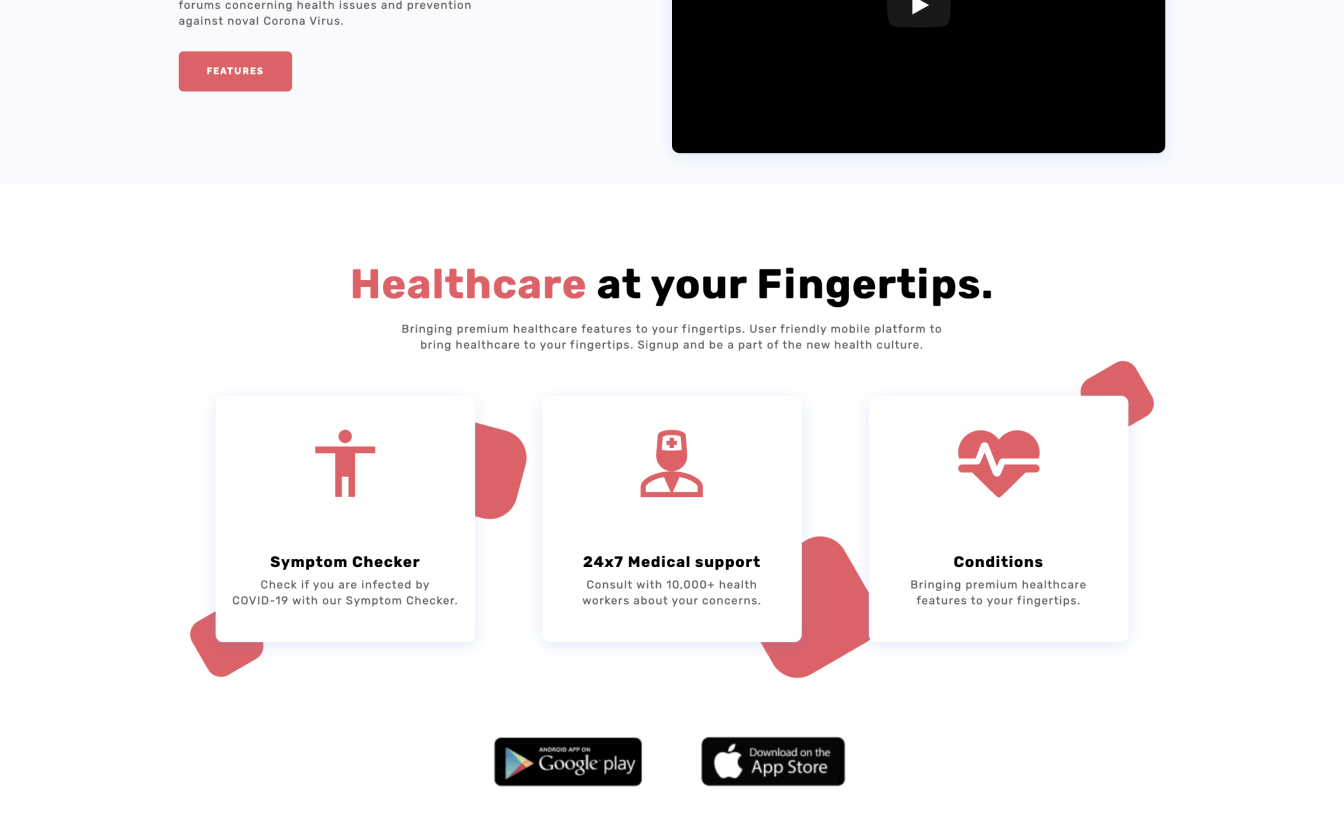 forums concerning health issues and prevention
against noval Corona Virus.
FEATURES
Healthcare at your Fingertips.
Bringing premium healthcare features to your fingertips. User friendly mobile platform to
bring healthcare to your fingertips. Signup and be a part of the new health culture.
Symptom Checker
Check if you are infected by
COVID-19 with our Symptom Checker.
24x7 Medical support
Consult with 10,000+ health
workers about your concerns.
Conditions
Bringing premium healthcare
features to your fingertips.
ANDROID APP ON
Google play
Download on the
App Store